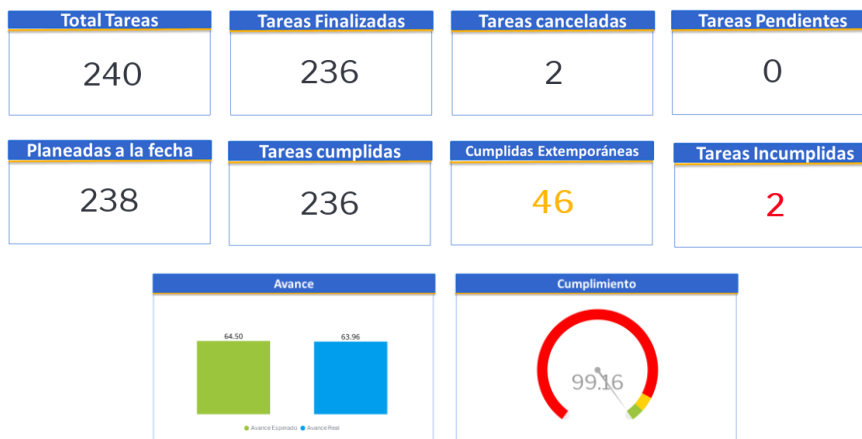 Total Tareas
240
Tareas Finalizadas
236
Tareas canceladas
2
Tareas Pendientes
0
Planeadas a la fecha
238
Tareas cumplidas
236
Cumplidas Extemporáneas
46
Tareas Incumplidas
2
Avance
64.50
63.96
Avance Esperado
Avance Real
Cumplimiento
99.16